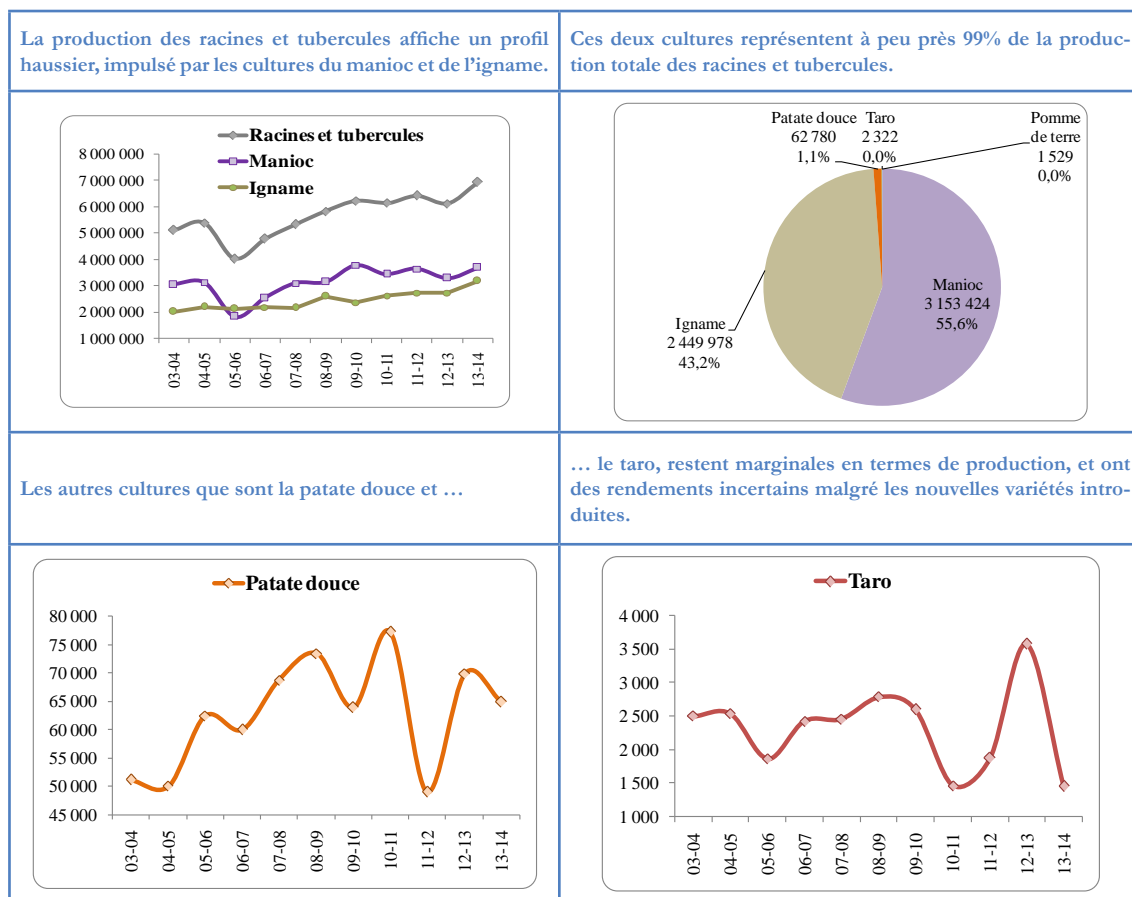 La production des racines et tubercules affiche un profil
haussier, impulsé par les cultures du manioc et de l'igname.
Ces deux cultures représentent à peu près 99% de la produc-
tion totale des racines et tubercules.
Racines et tubercules
Manioc
Igname
8 000 000
7 000 000
6 000 000
5 000 000
4 000 000
3 000 000
2 000 000
1 000 000
03-04
04-05
05-06
06-07
07-08
08-09
09-10
10-11
11-12
12-13
13-14
Patate douce
62 780
1,1%
Taro
2 322
0,0%
Pomme
de terre
1 529
0,0%
Manioc
3 153 424
55,6%
Igname
2 449 978
43,2%
Les autres cultures que sont la patate douce et …
… le taro, restent marginales en termes de production, et ont
des rendements incertains malgré les nouvelles variétés intro-
duites.
Patate douce
80 000
75 000
70 000
65 000
60 000
55 000
50 000
45 000
03-04
04-05
05-06
06-07
07-08
08-09
09-10
10-11
11-12
12-13
13-14
Taro
4 000
3 500
3 000
2 500
2 000
1 500
1 000
03-04
04-05
05-06
06-07
07-08
08-09
09-10
10-11
11-12
12-13
13-14